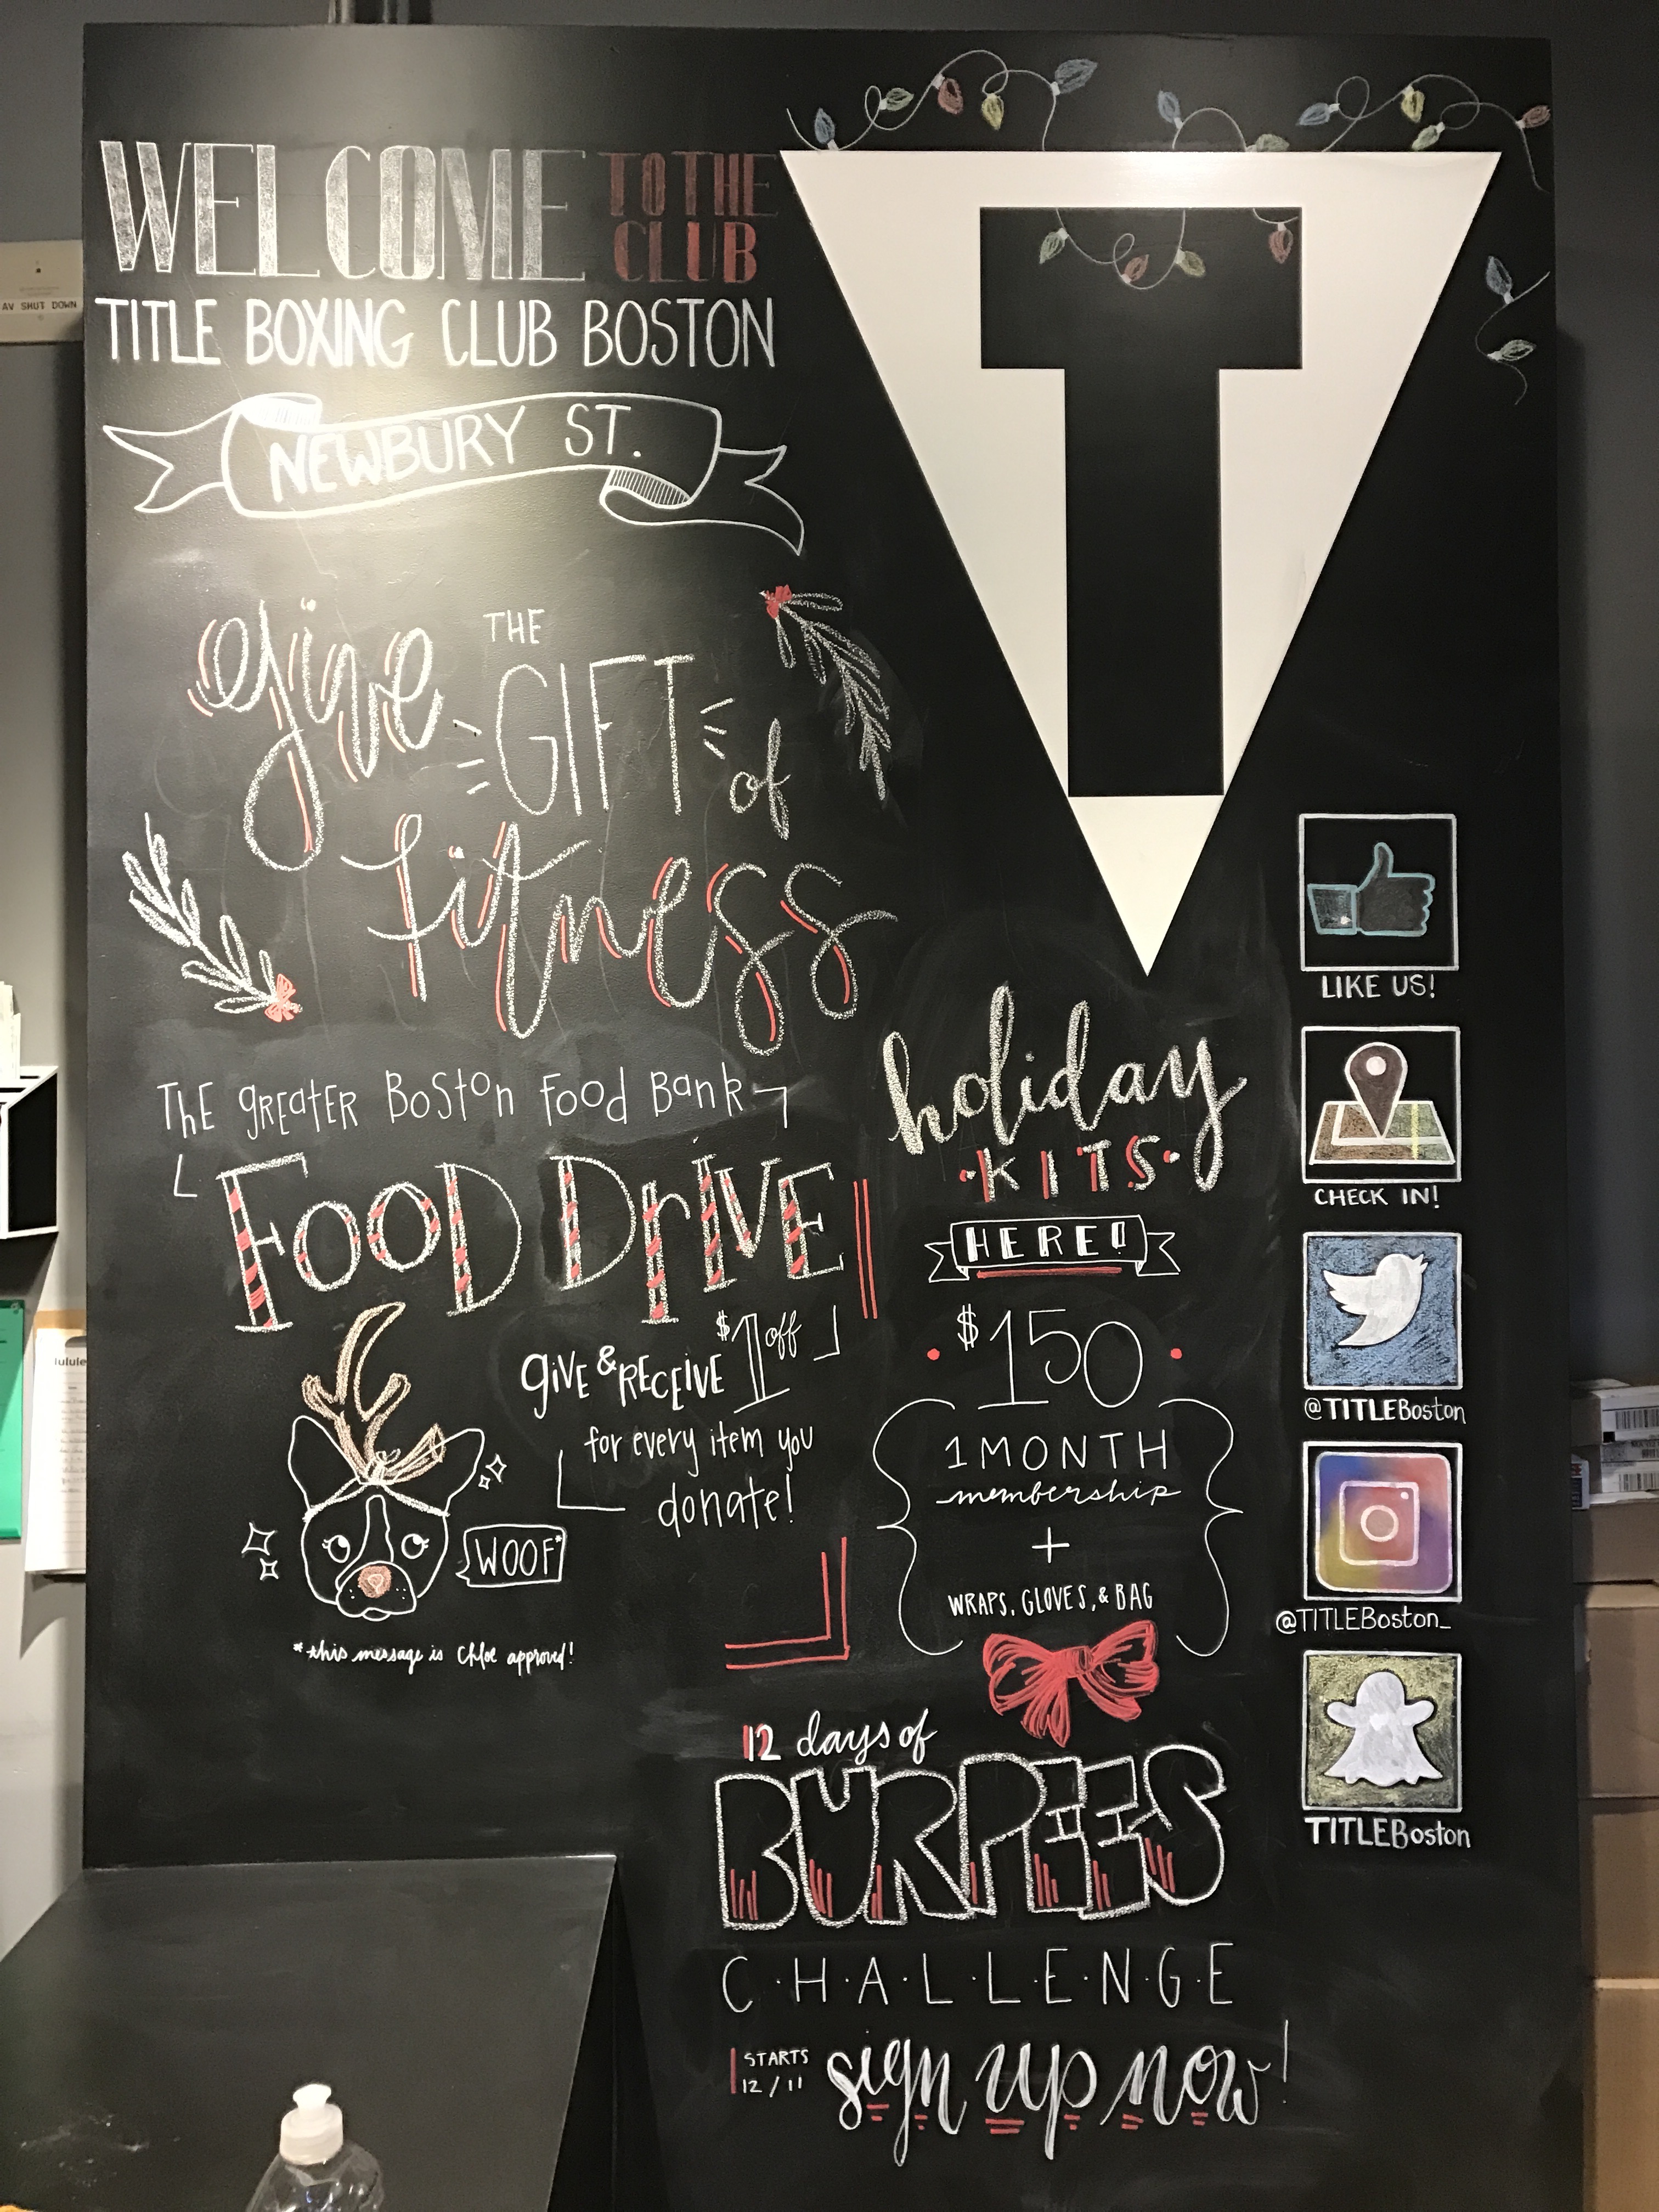 WELCOME TO THE CLUB
TITLE BOXING CLUB BOSTON
NEWBURY ST.
T
AV SHUT DOWN
give THE GIFT of
fitness
The greater Boston Food Bank
FOOD DrIVE
give & RECEIVE $1 off
for every item you
donate!
WOOF*
*this message is Chloe approved!
holiday
KITS
HERE!
$150
1 MONTH
membership
+
WRAPS, GLOVES, & BAG
12 days of
BURPEES
C·H·A·L·L·E·N·G·E
STARTS
12/11
sign up now!
LIKE US!
CHECK IN!
@TITLEBoston
@TITLEBoston_
TITLEBoston
lulule